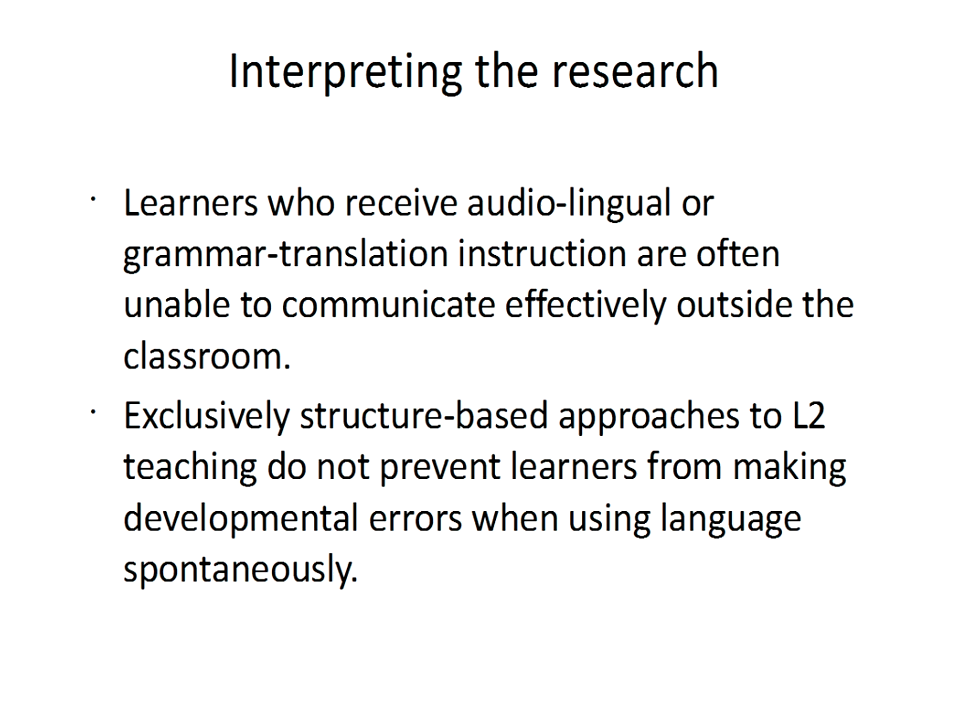 Interpreting the research
· Learners who receive audio-lingual or
grammar-translation instruction are often
unable to communicate effectively outside the
classroom.
· Exclusively structure-based approaches to L2
teaching do not prevent learners from making
developmental errors when using language
spontaneously.